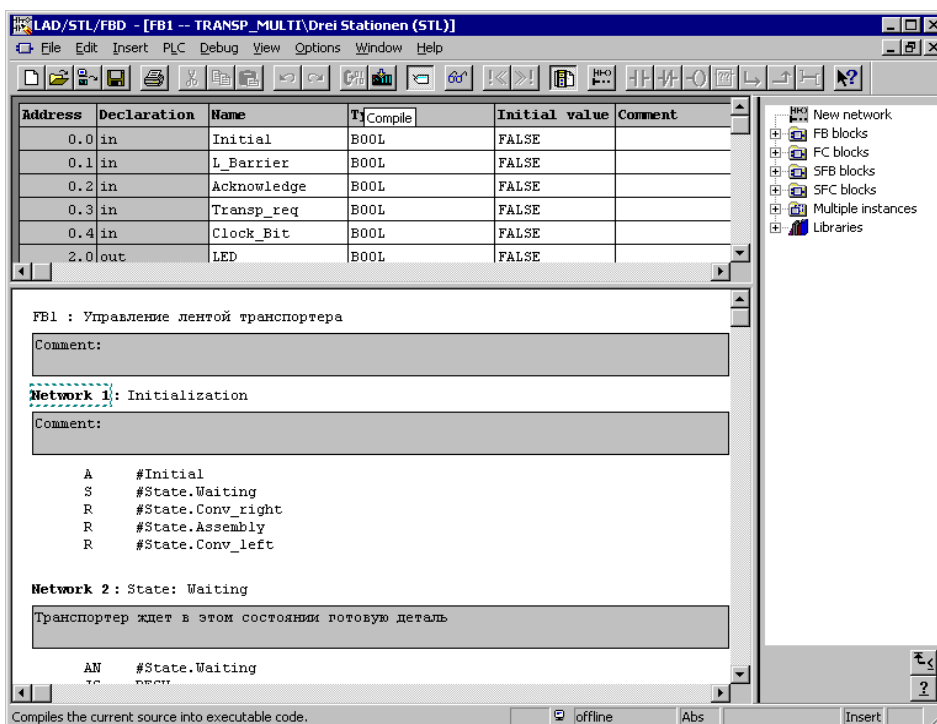 LAD/STL/FBD - [FB1 -- TRANSP_MULTI\Drei Stationen (STL)]
File Edit Insert PLC Debug View Options Window Help
Address Declaration Name Compile Initial value Comment
0.0 in Initial BOOL FALSE
0.1 in L_Barrier BOOL FALSE
0.2 in Acknowledge BOOL FALSE
0.3 in Transp_req BOOL FALSE
0.4 in Clock_Bit BOOL FALSE
2.0 out LED BOOL FALSE
New network
FB blocks
FC blocks
SFB blocks
SFC blocks
Multiple instances
Libraries
FB1 : Управление лентой транспортера
Comment:
Network 1 : Initialization
Comment:
A #Initial
S #State.Waiting
R #State.Conv_right
R #State.Assembly
R #State.Conv_left
Network 2 : State: Waiting
Транспортер ждет в этом состоянии готовую деталь
AN #State.Waiting
Compiles the current source into executable code.
offline Abs Insert